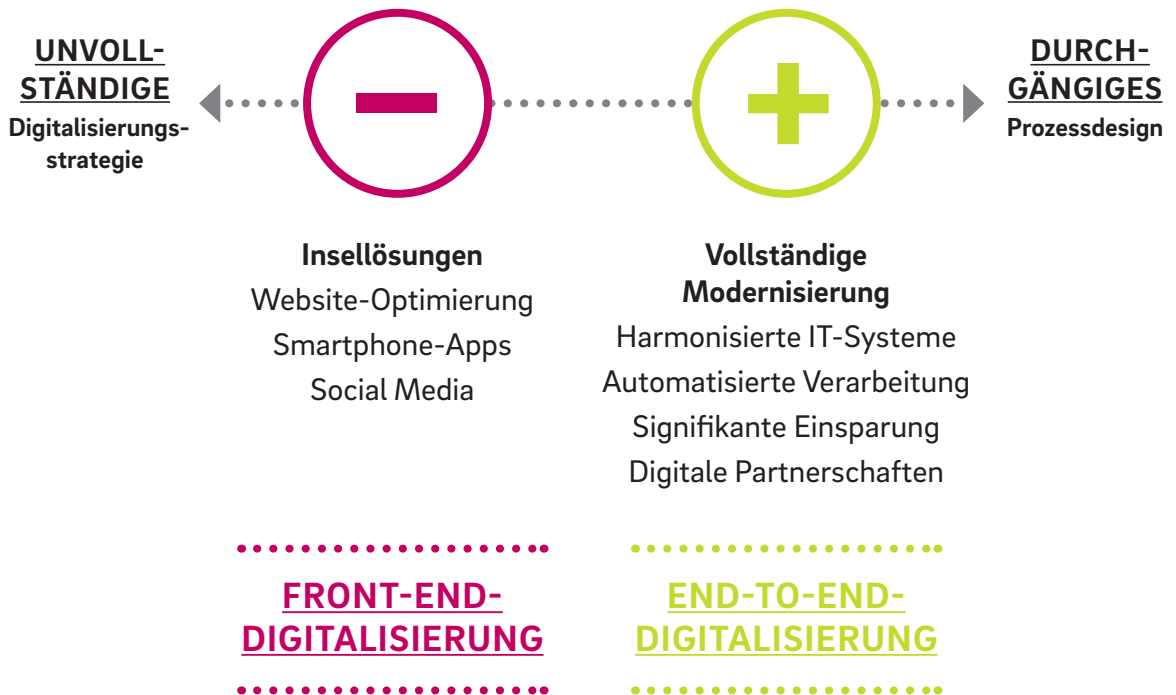 UNVOLL-
STÄNDIGE
Digitalisierungs-
strategie
DURCH-
GÄNGIGES
Prozessdesign
Insellösungen
Website-Optimierung
Smartphone-Apps
Social Media
Vollständige
Modernisierung
Harmonisierte IT-Systeme
Automatisierte Verarbeitung
Signifikante Einsparung
Digitale Partnerschaften
FRONT-END-
DIGITALISIERUNG
END-TO-END-
DIGITALISIERUNG